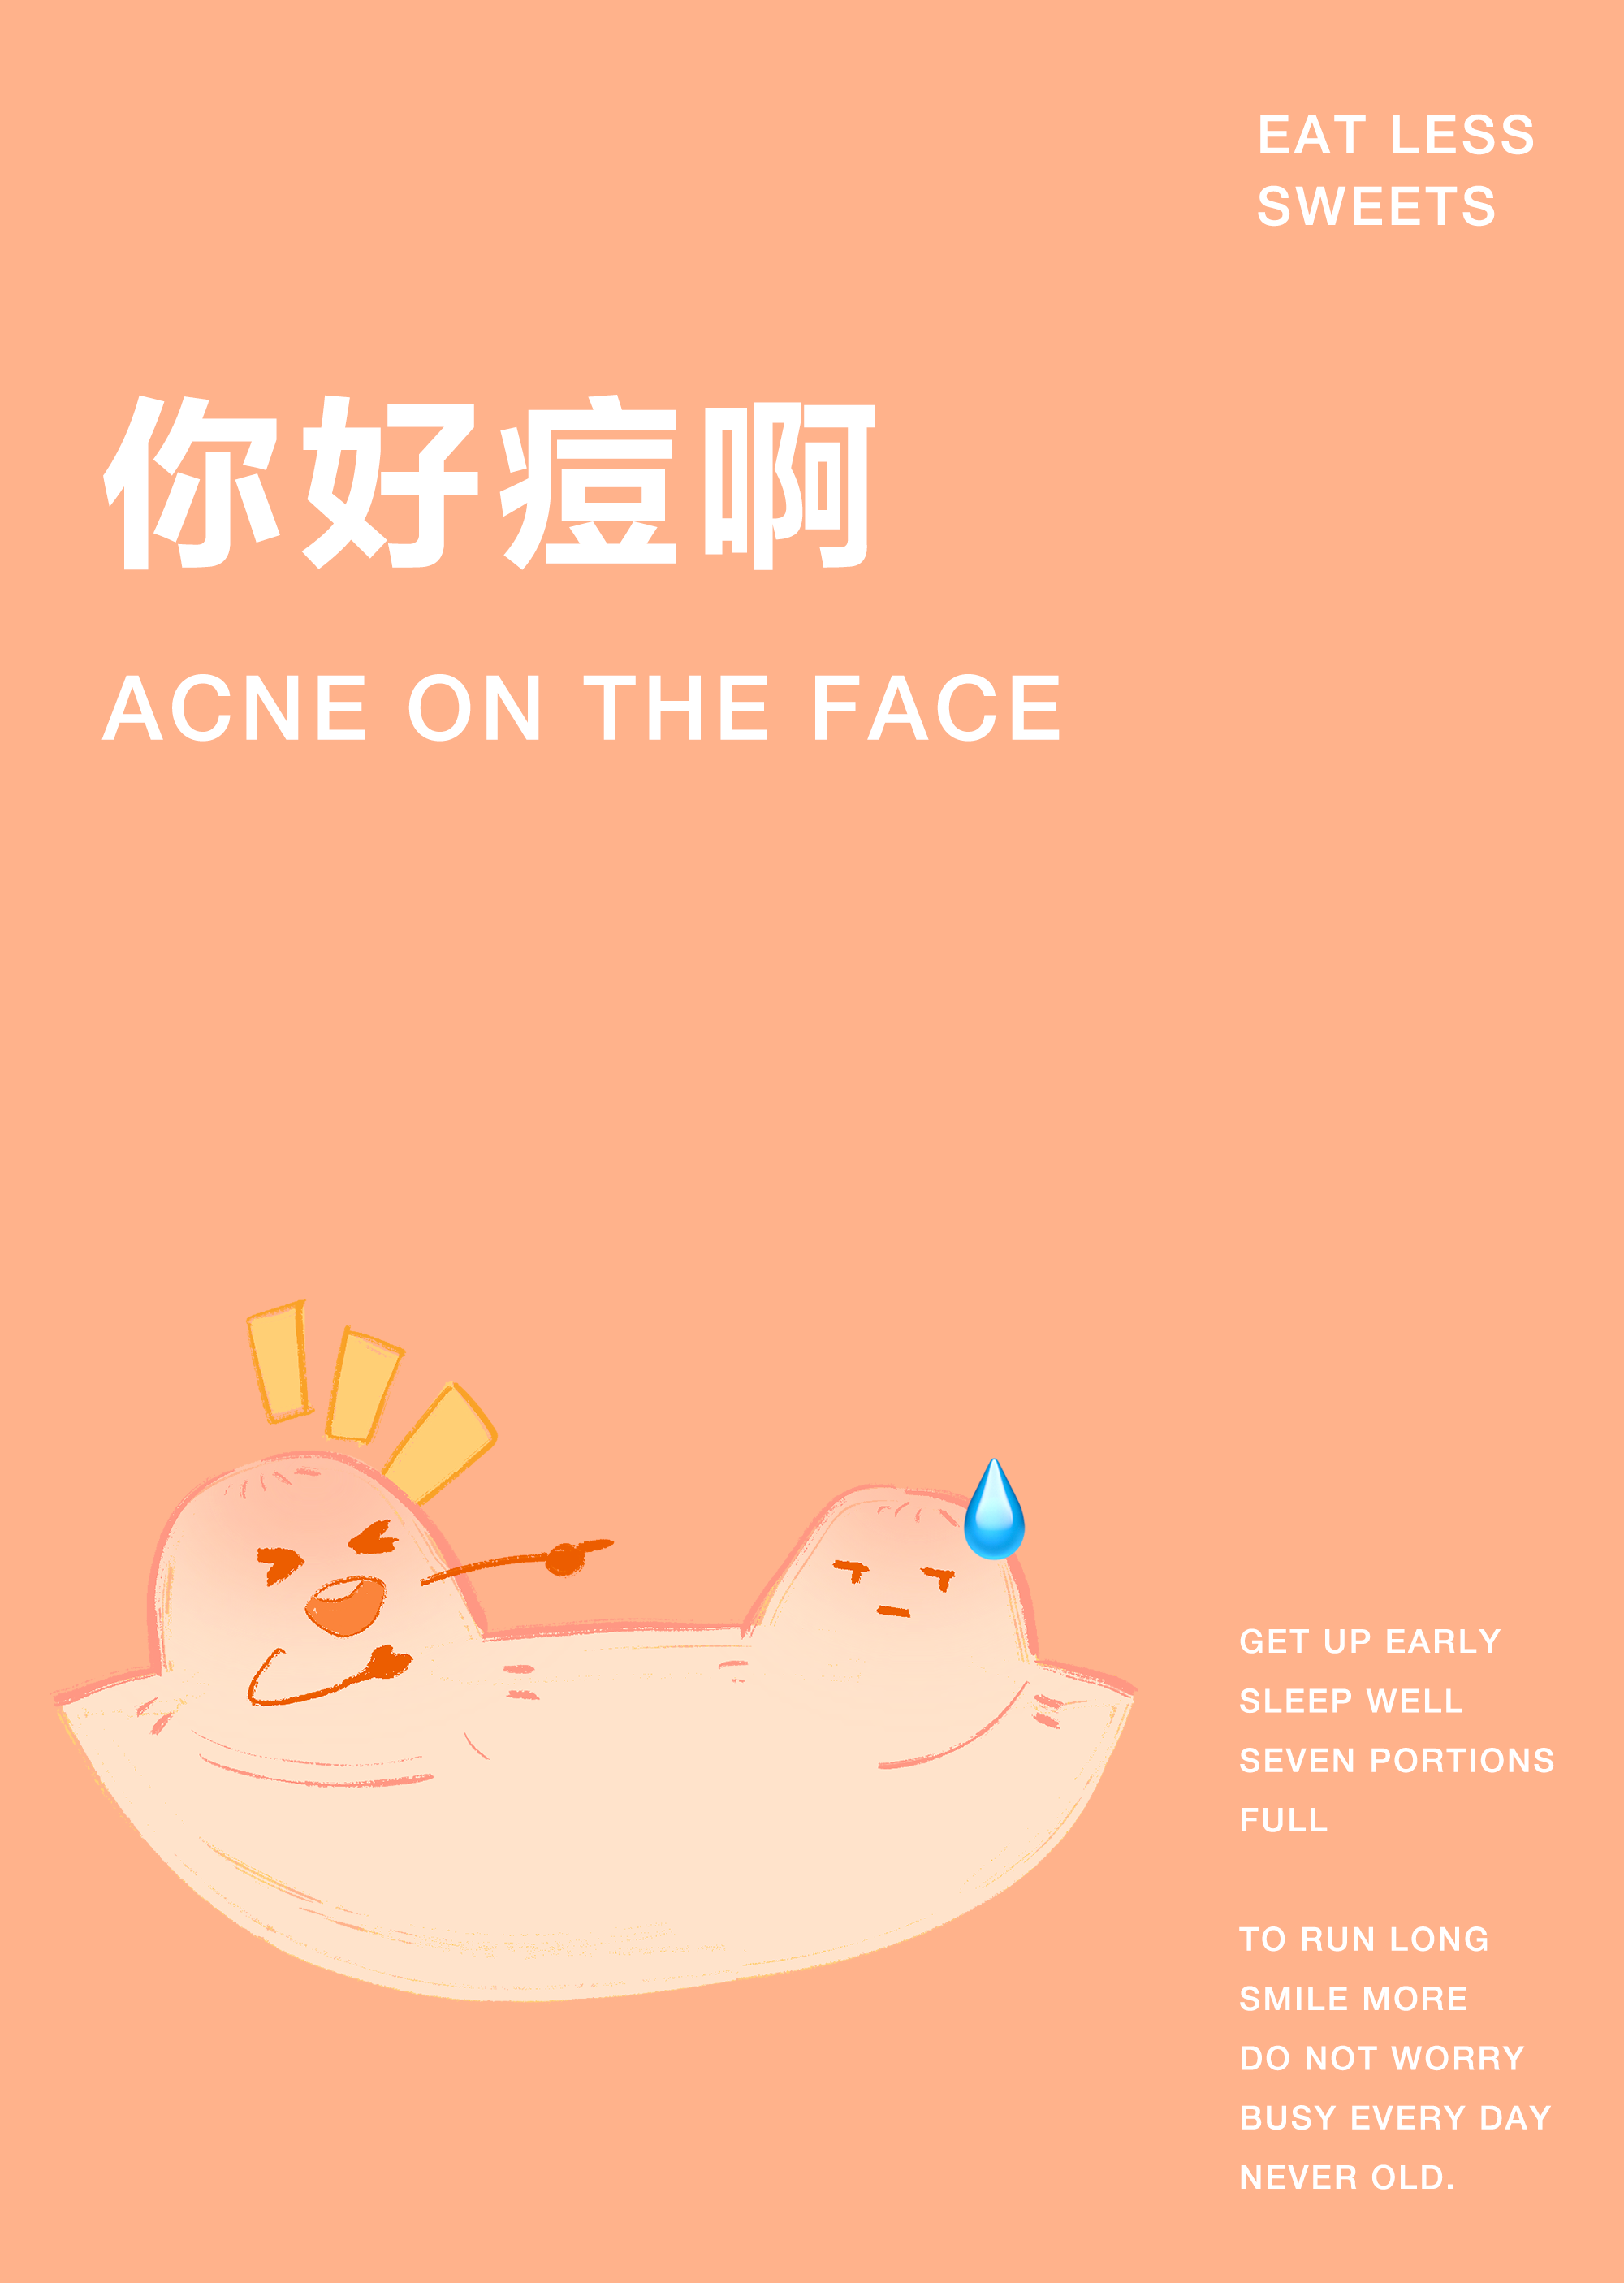 EAT LESS
SWEETS
你好痘啊
ACNE ON THE FACE
GET UP EARLY
SLEEP WELL
SEVEN PORTIONS
FULL
TO RUN LONG
SMILE MORE
DO NOT WORRY
BUSY EVERY DAY
NEVER OLD.